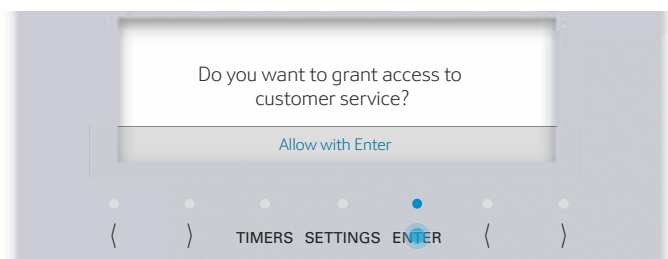 Do you want to grant access to
customer service?
Allow with Enter
⟨ ⟩ TIMERS SETTINGS ENTER ⟨ ⟩